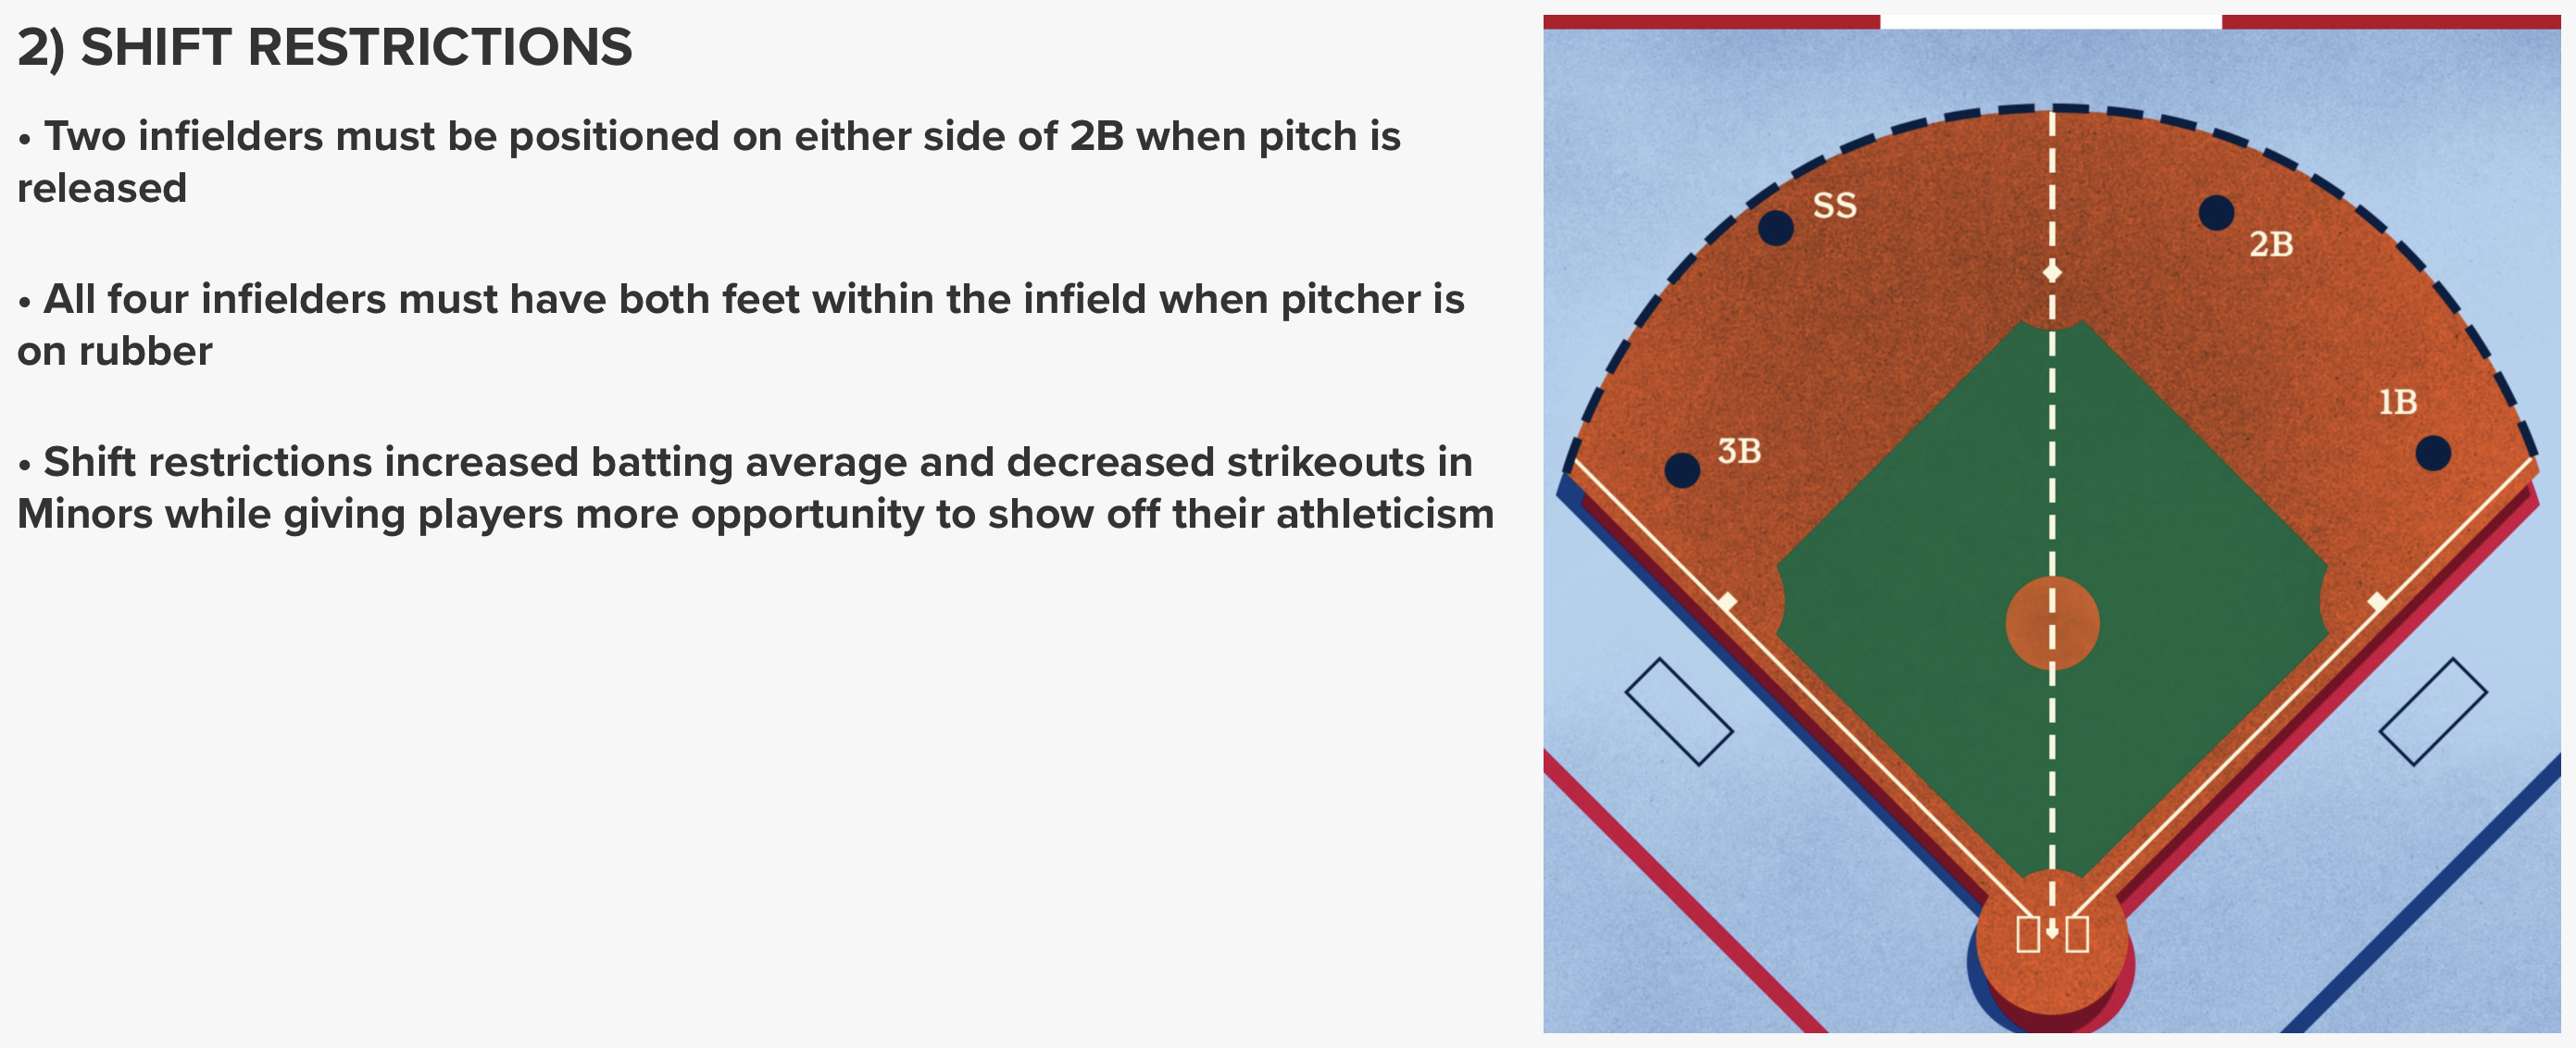 2) SHIFT RESTRICTIONS
• Two infielders must be positioned on either side of 2B when pitch is
released
• All four infielders must have both feet within the infield when pitcher is
on rubber
• Shift restrictions increased batting average and decreased strikeouts in
Minors while giving players more opportunity to show off their athleticism
SS
2B
1B
3B